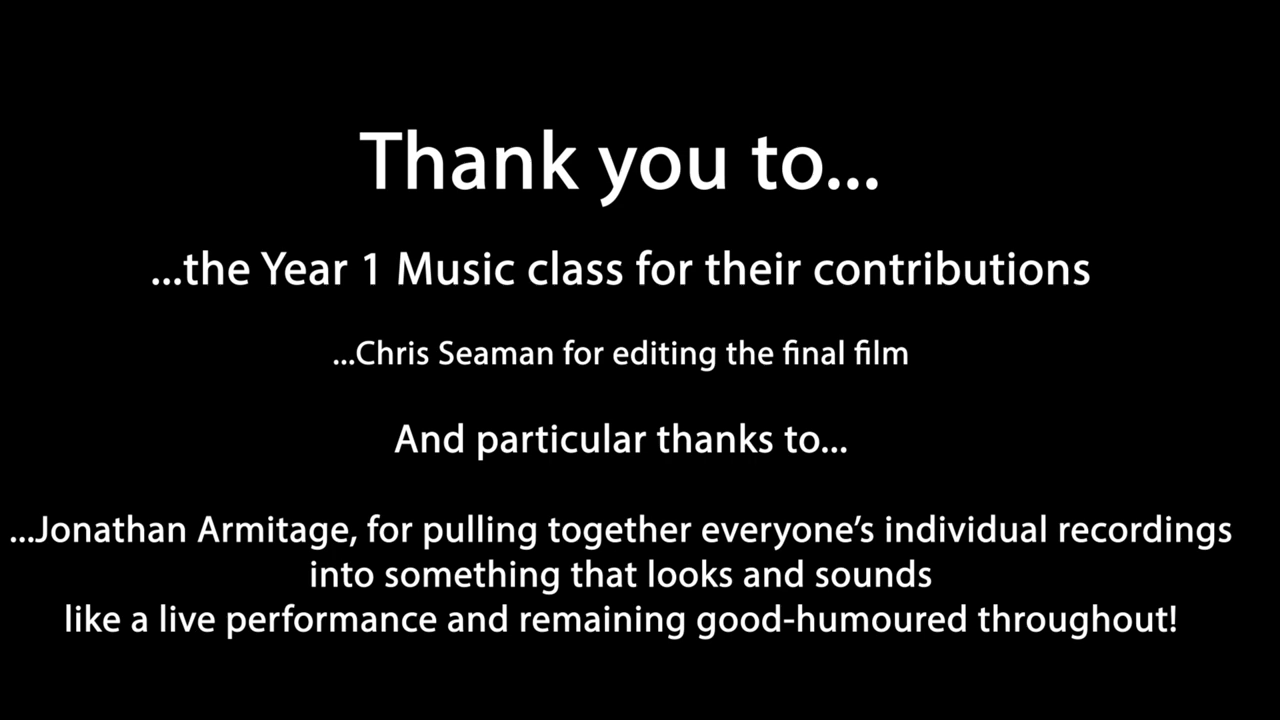 Thank you to...
...the Year 1 Music class for their contributions
...Chris Seaman for editing the final film
And particular thanks to...
...Jonathan Armitage, for pulling together everyone’s individual recordings
into something that looks and sounds
like a live performance and remaining good-humoured throughout!